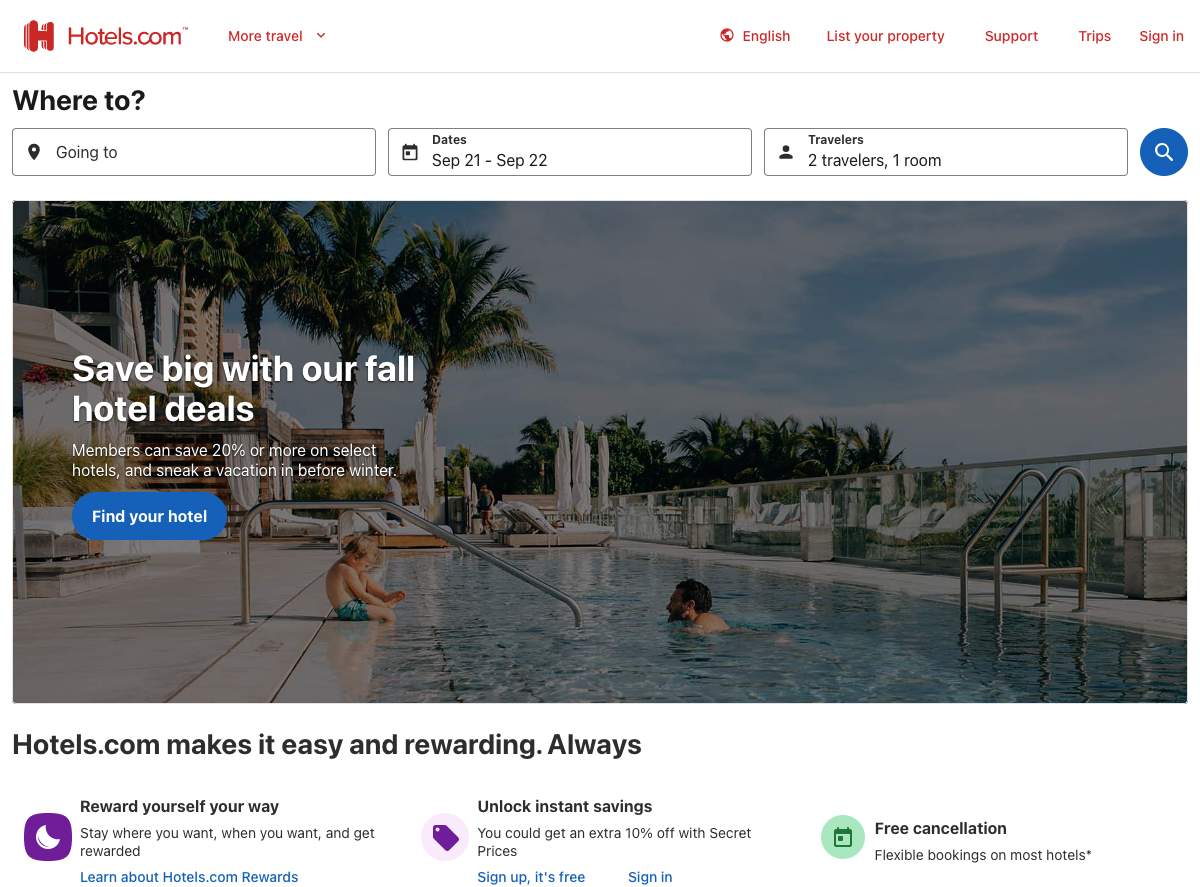 Hotels.com™
More travel
English
List your property
Support
Trips
Sign in
Where to?
Going to
Dates
Sep 21 - Sep 22
Travelers
2 travelers, 1 room
Save big with our fall
hotel deals
Members can save 20% or more on select
hotels, and sneak a vacation in before winter.
Find your hotel
Hotels.com makes it easy and rewarding. Always
Reward yourself your way
Stay where you want, when you want, and get
rewarded
Learn about Hotels.com Rewards
Unlock instant savings
You could get an extra 10% off with Secret
Prices
Sign up, it's free
Sign in
Free cancellation
Flexible bookings on most hotels*